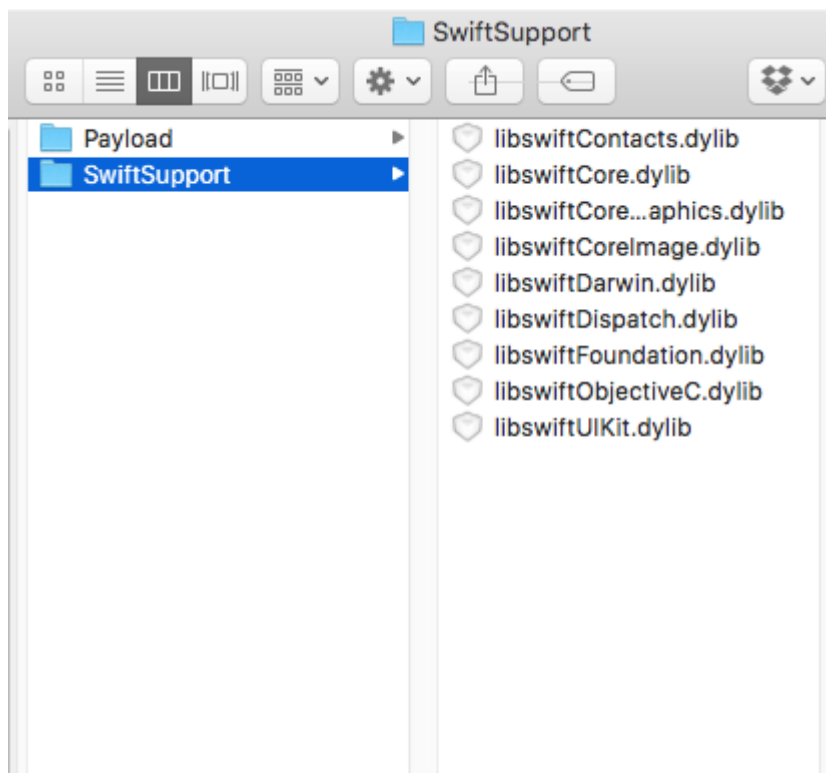 SwiftSupport
Payload
SwiftSupport
libswiftContacts.dylib
libswiftCore.dylib
libswiftCore...aphics.dylib
libswiftCoreImage.dylib
libswiftDarwin.dylib
libswiftDispatch.dylib
libswiftFoundation.dylib
libswiftObjectiveC.dylib
libswiftUIKit.dylib